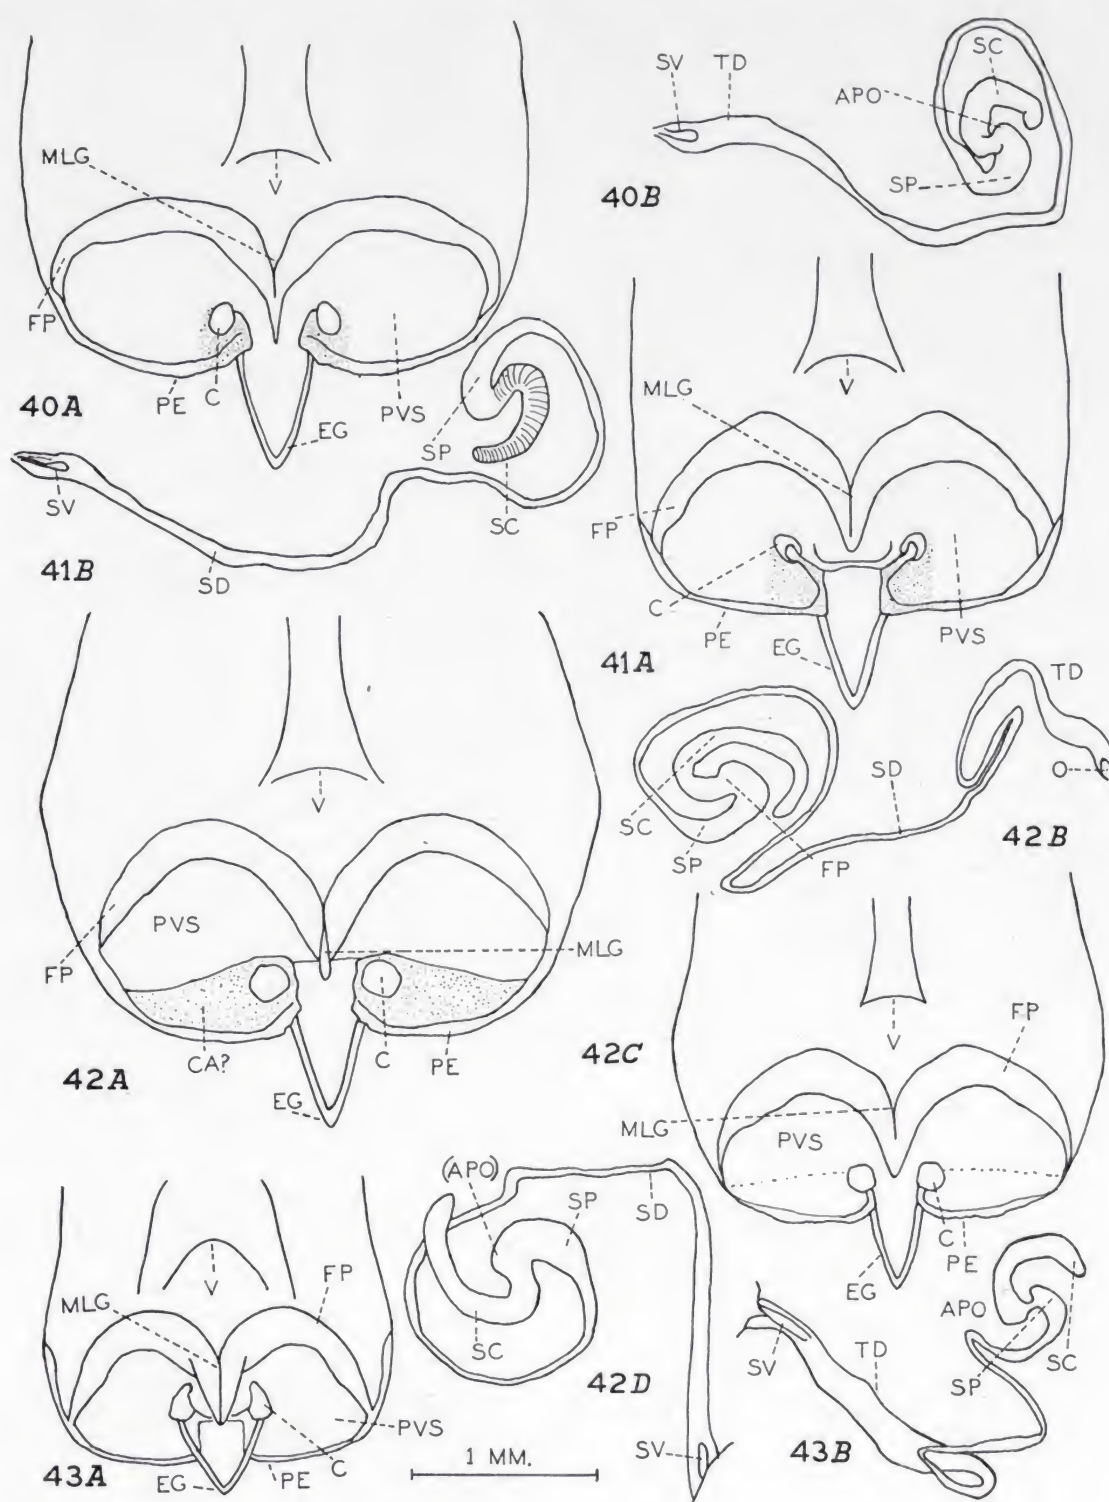 SV
TD
SC
APO
SP
40B
MLG
FP
PE
C
EG
PVS
40A
SP
SC
SV
SD
41B
MLG
FP
C
PE
EG
PVS
41A
SC
SP
FP
SD
TD
O
42B
PVS
FP
MLG
CA?
C
PE
EG
42A
42C
FP
MLG
PVS
C
PE
EG
(APO)
SP
SD
SC
SV
42D
MLG
FP
PVS
C
PE
EG
43A
1 MM.
SV
TD
APO
SP
SC
43B